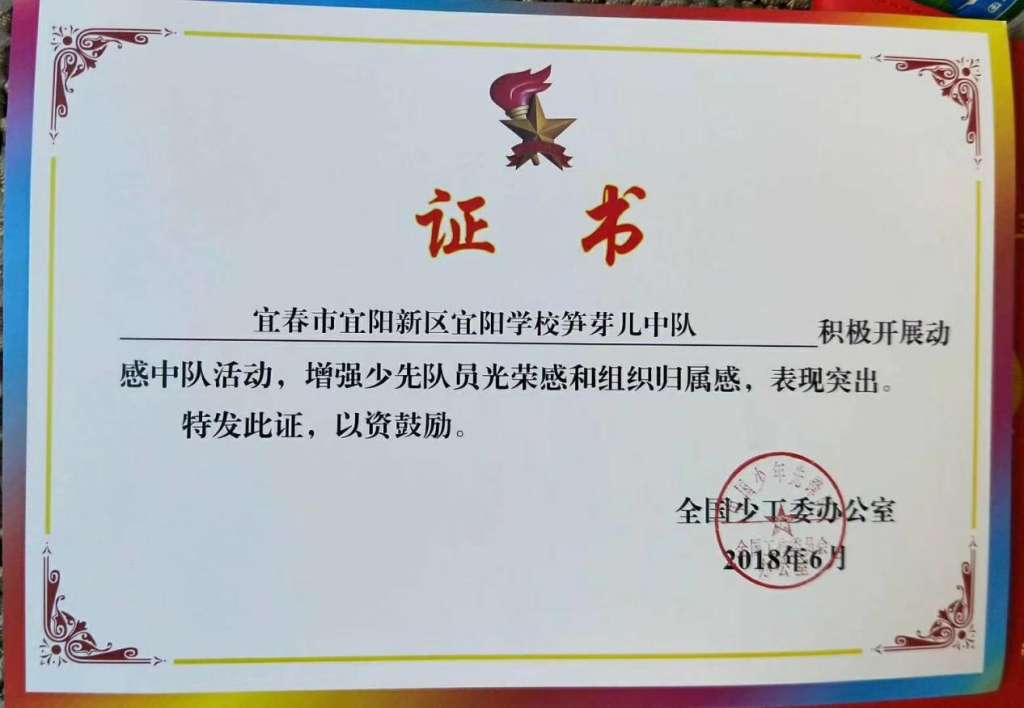 证 书
宜春市宜阳新区宜阳学校笋芽儿中队 积极开展动
感中队活动，增强少先队员光荣感和组织归属感，表现突出。
特发此证，以资鼓励。
全国少工委办公室
2018年6月